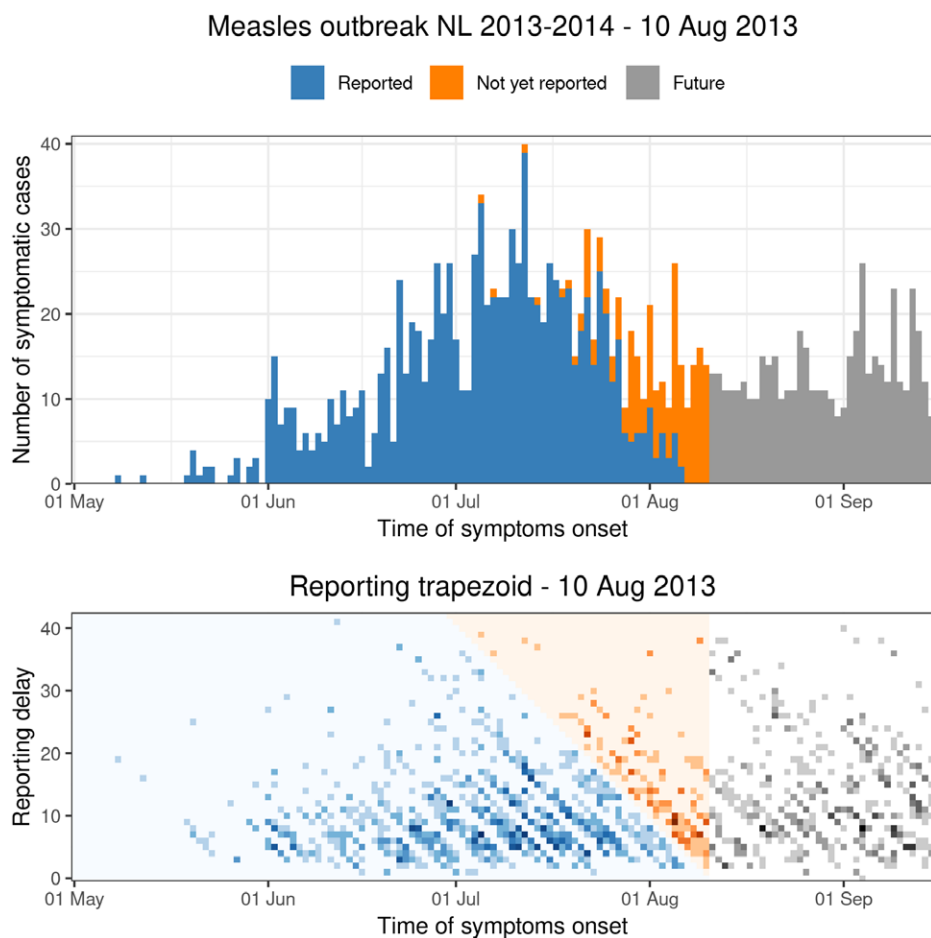 Measles outbreak NL 2013-2014 - 10 Aug 2013
Reported Not yet reported Future
Number of symptomatic cases
40
30
20
10
0
01 May 01 Jun 01 Jul 01 Aug 01 Sep
Time of symptoms onset
Reporting trapezoid - 10 Aug 2013
Reporting delay
40
30
20
10
0
01 May 01 Jun 01 Jul 01 Aug 01 Sep
Time of symptoms onset